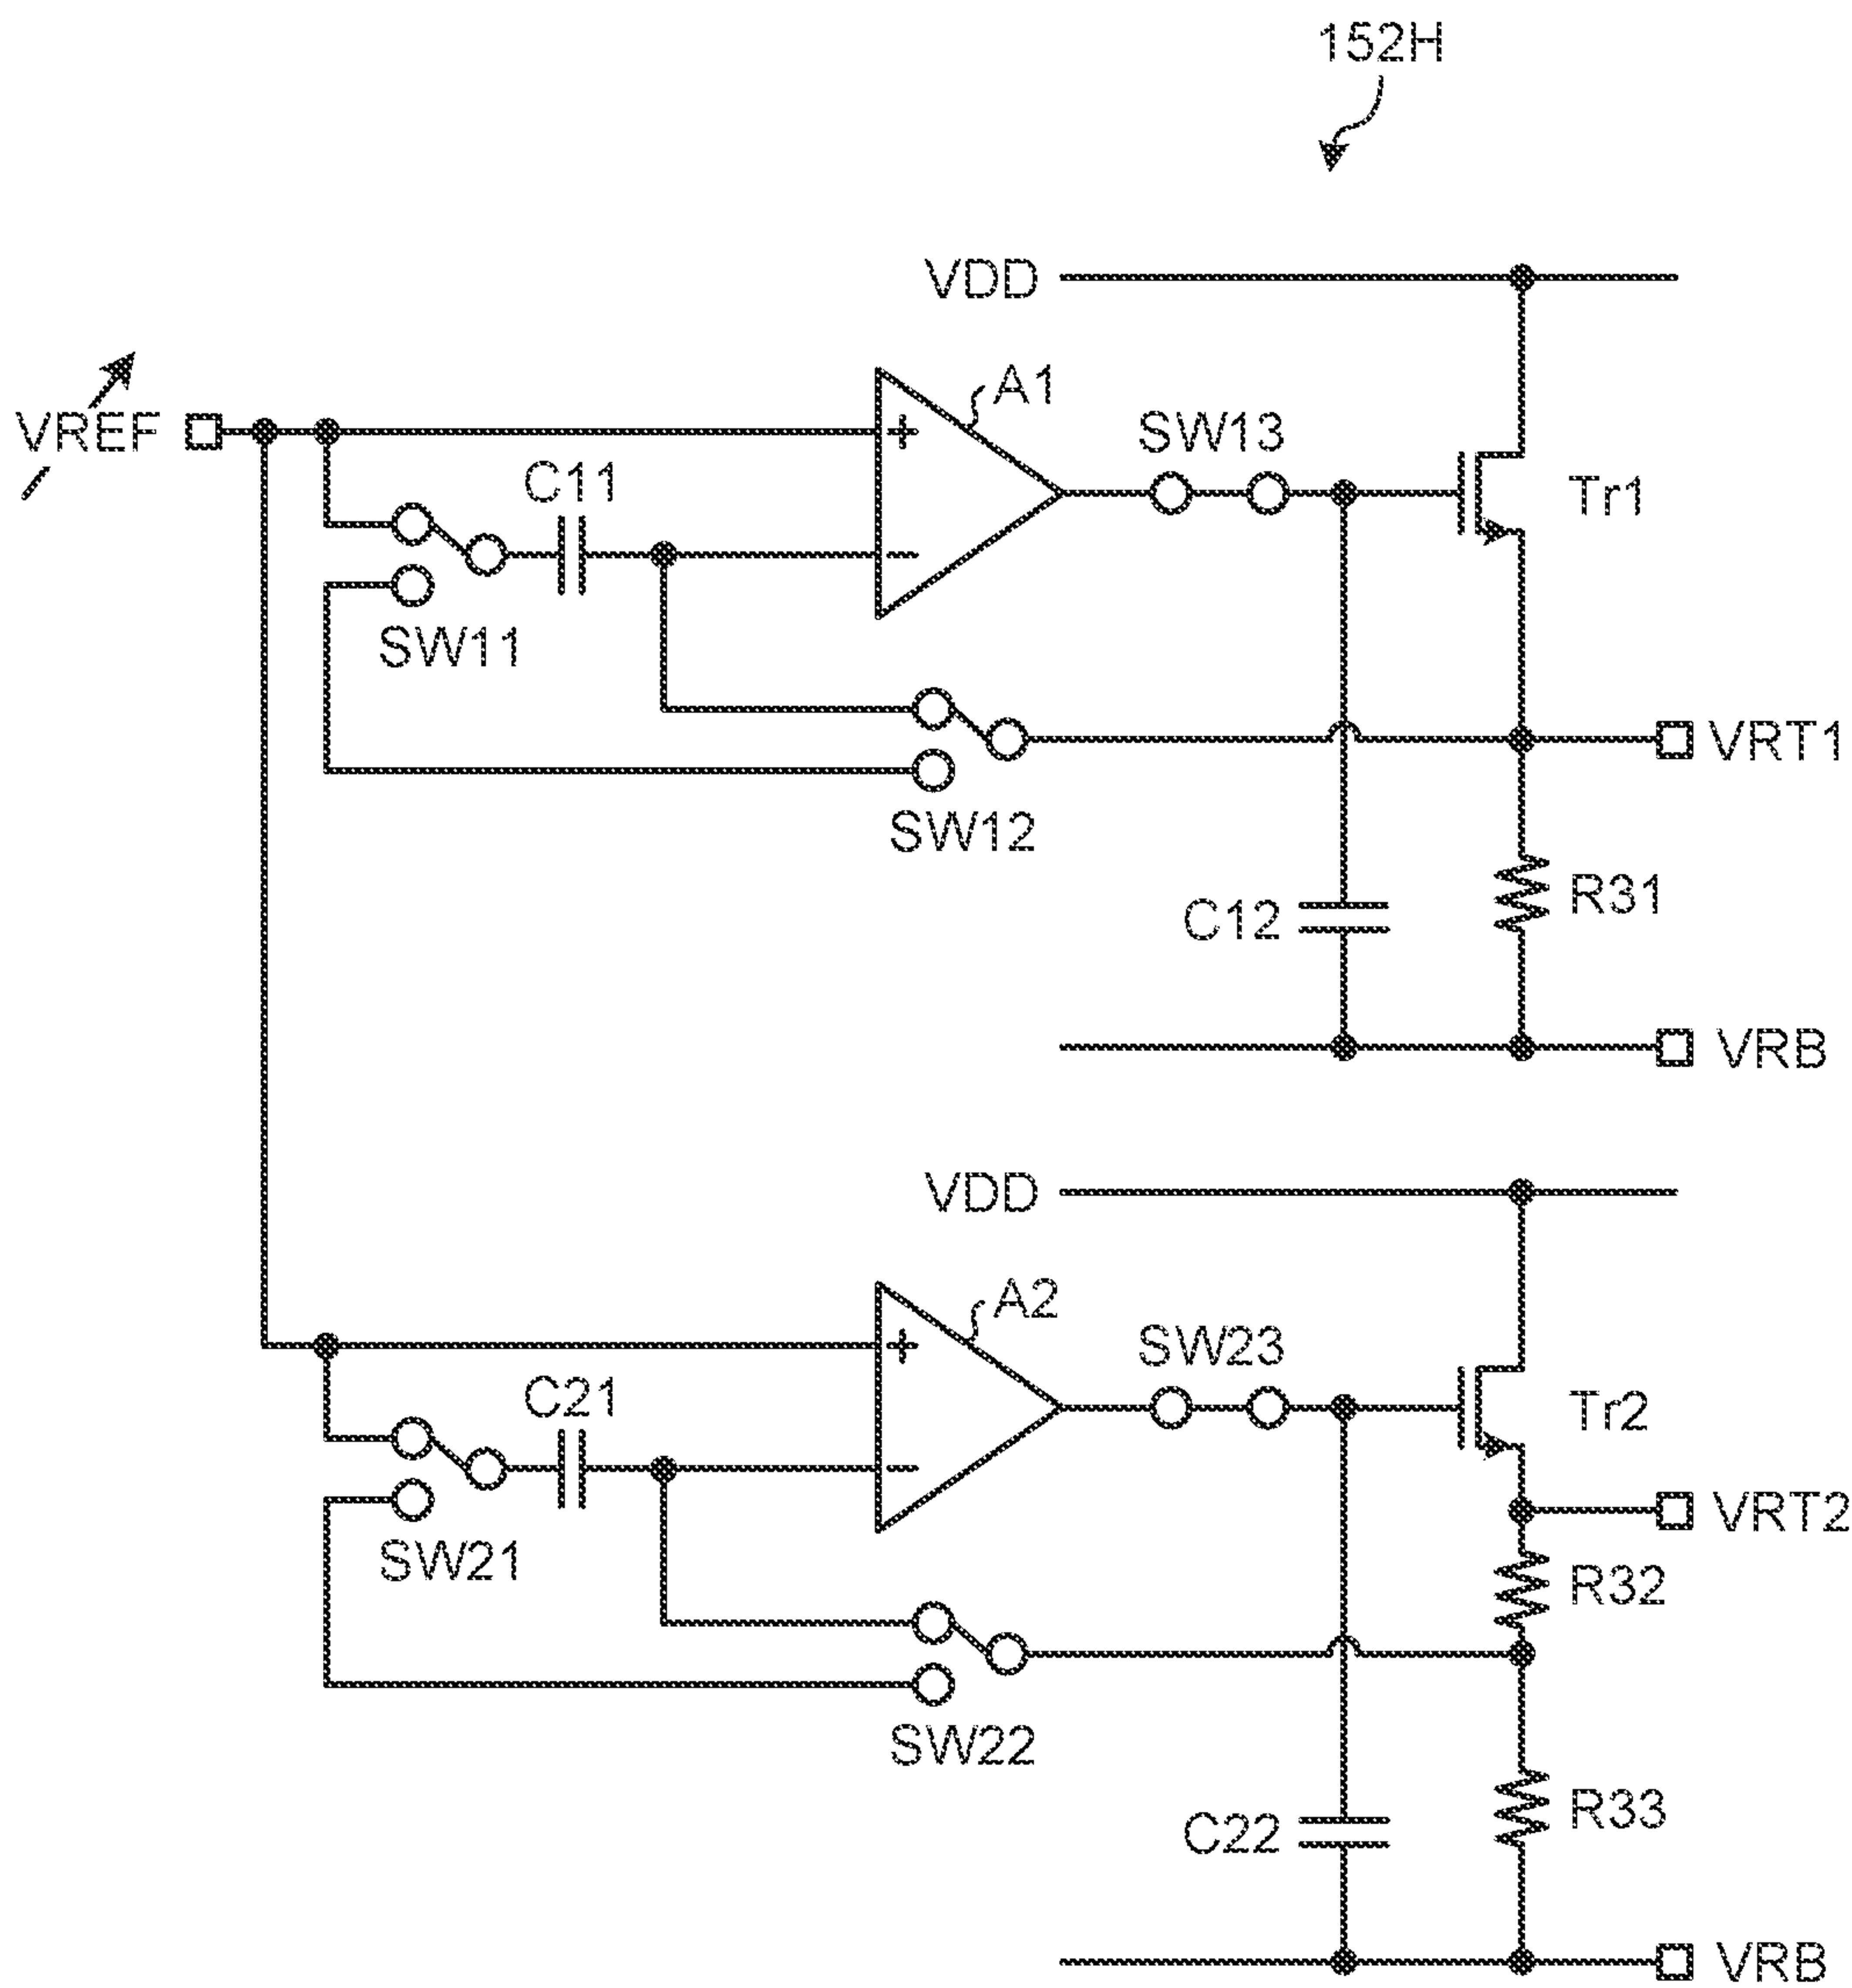 152H
VDD
A1
VREF
SW13
C11
+
Tr1
−
SW11
VRT1
SW12
R31
C12
VRB
VDD
A2
+
SW23
C21
Tr2
−
VRT2
SW21
R32
SW22
R33
C22
VRB